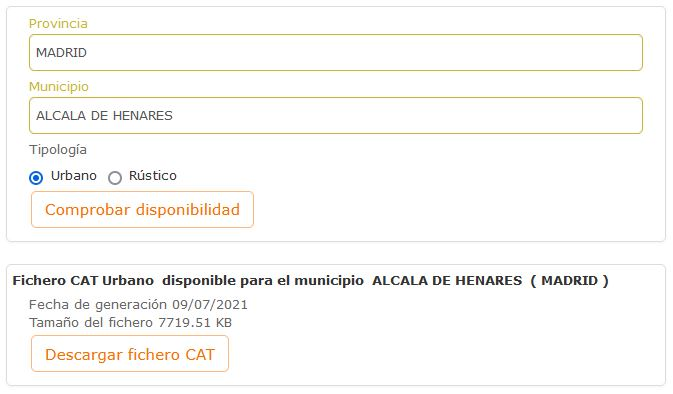 Provincia
MADRID
Municipio
ALCALA DE HENARES
Tipología
Urbano Rústico
Comprobar disponibilidad
Fichero CAT Urbano disponible para el municipio ALCALA DE HENARES ( MADRID )
Fecha de generación 09/07/2021
Tamaño del fichero 7719.51 KB
Descargar fichero CAT